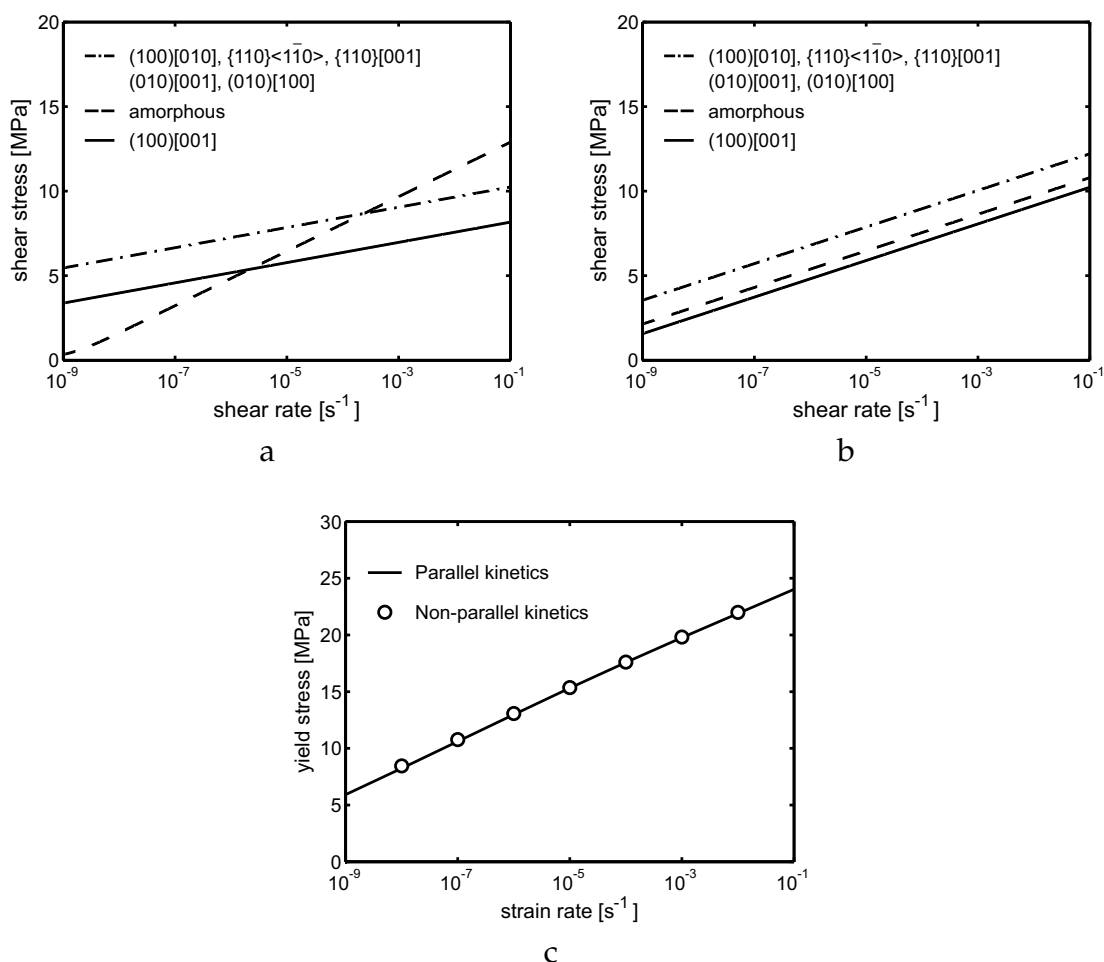 20
15
10
5
0
shear stress [MPa]
(100)[010], {110}<11̄0>, {110}[001]
(010)[001], (010)[100]
amorphous
(100)[001]
10⁻⁹ 10⁻⁷ 10⁻⁵ 10⁻³ 10⁻¹
shear rate [s⁻¹]
a
20
15
10
5
0
shear stress [MPa]
(100)[010], {110}<11̄0>, {110}[001]
(010)[001], (010)[100]
amorphous
(100)[001]
10⁻⁹ 10⁻⁷ 10⁻⁵ 10⁻³ 10⁻¹
shear rate [s⁻¹]
b
30
25
20
15
10
5
0
yield stress [MPa]
Parallel kinetics
Non-parallel kinetics
10⁻⁹ 10⁻⁷ 10⁻⁵ 10⁻³ 10⁻¹
strain rate [s⁻¹]
c